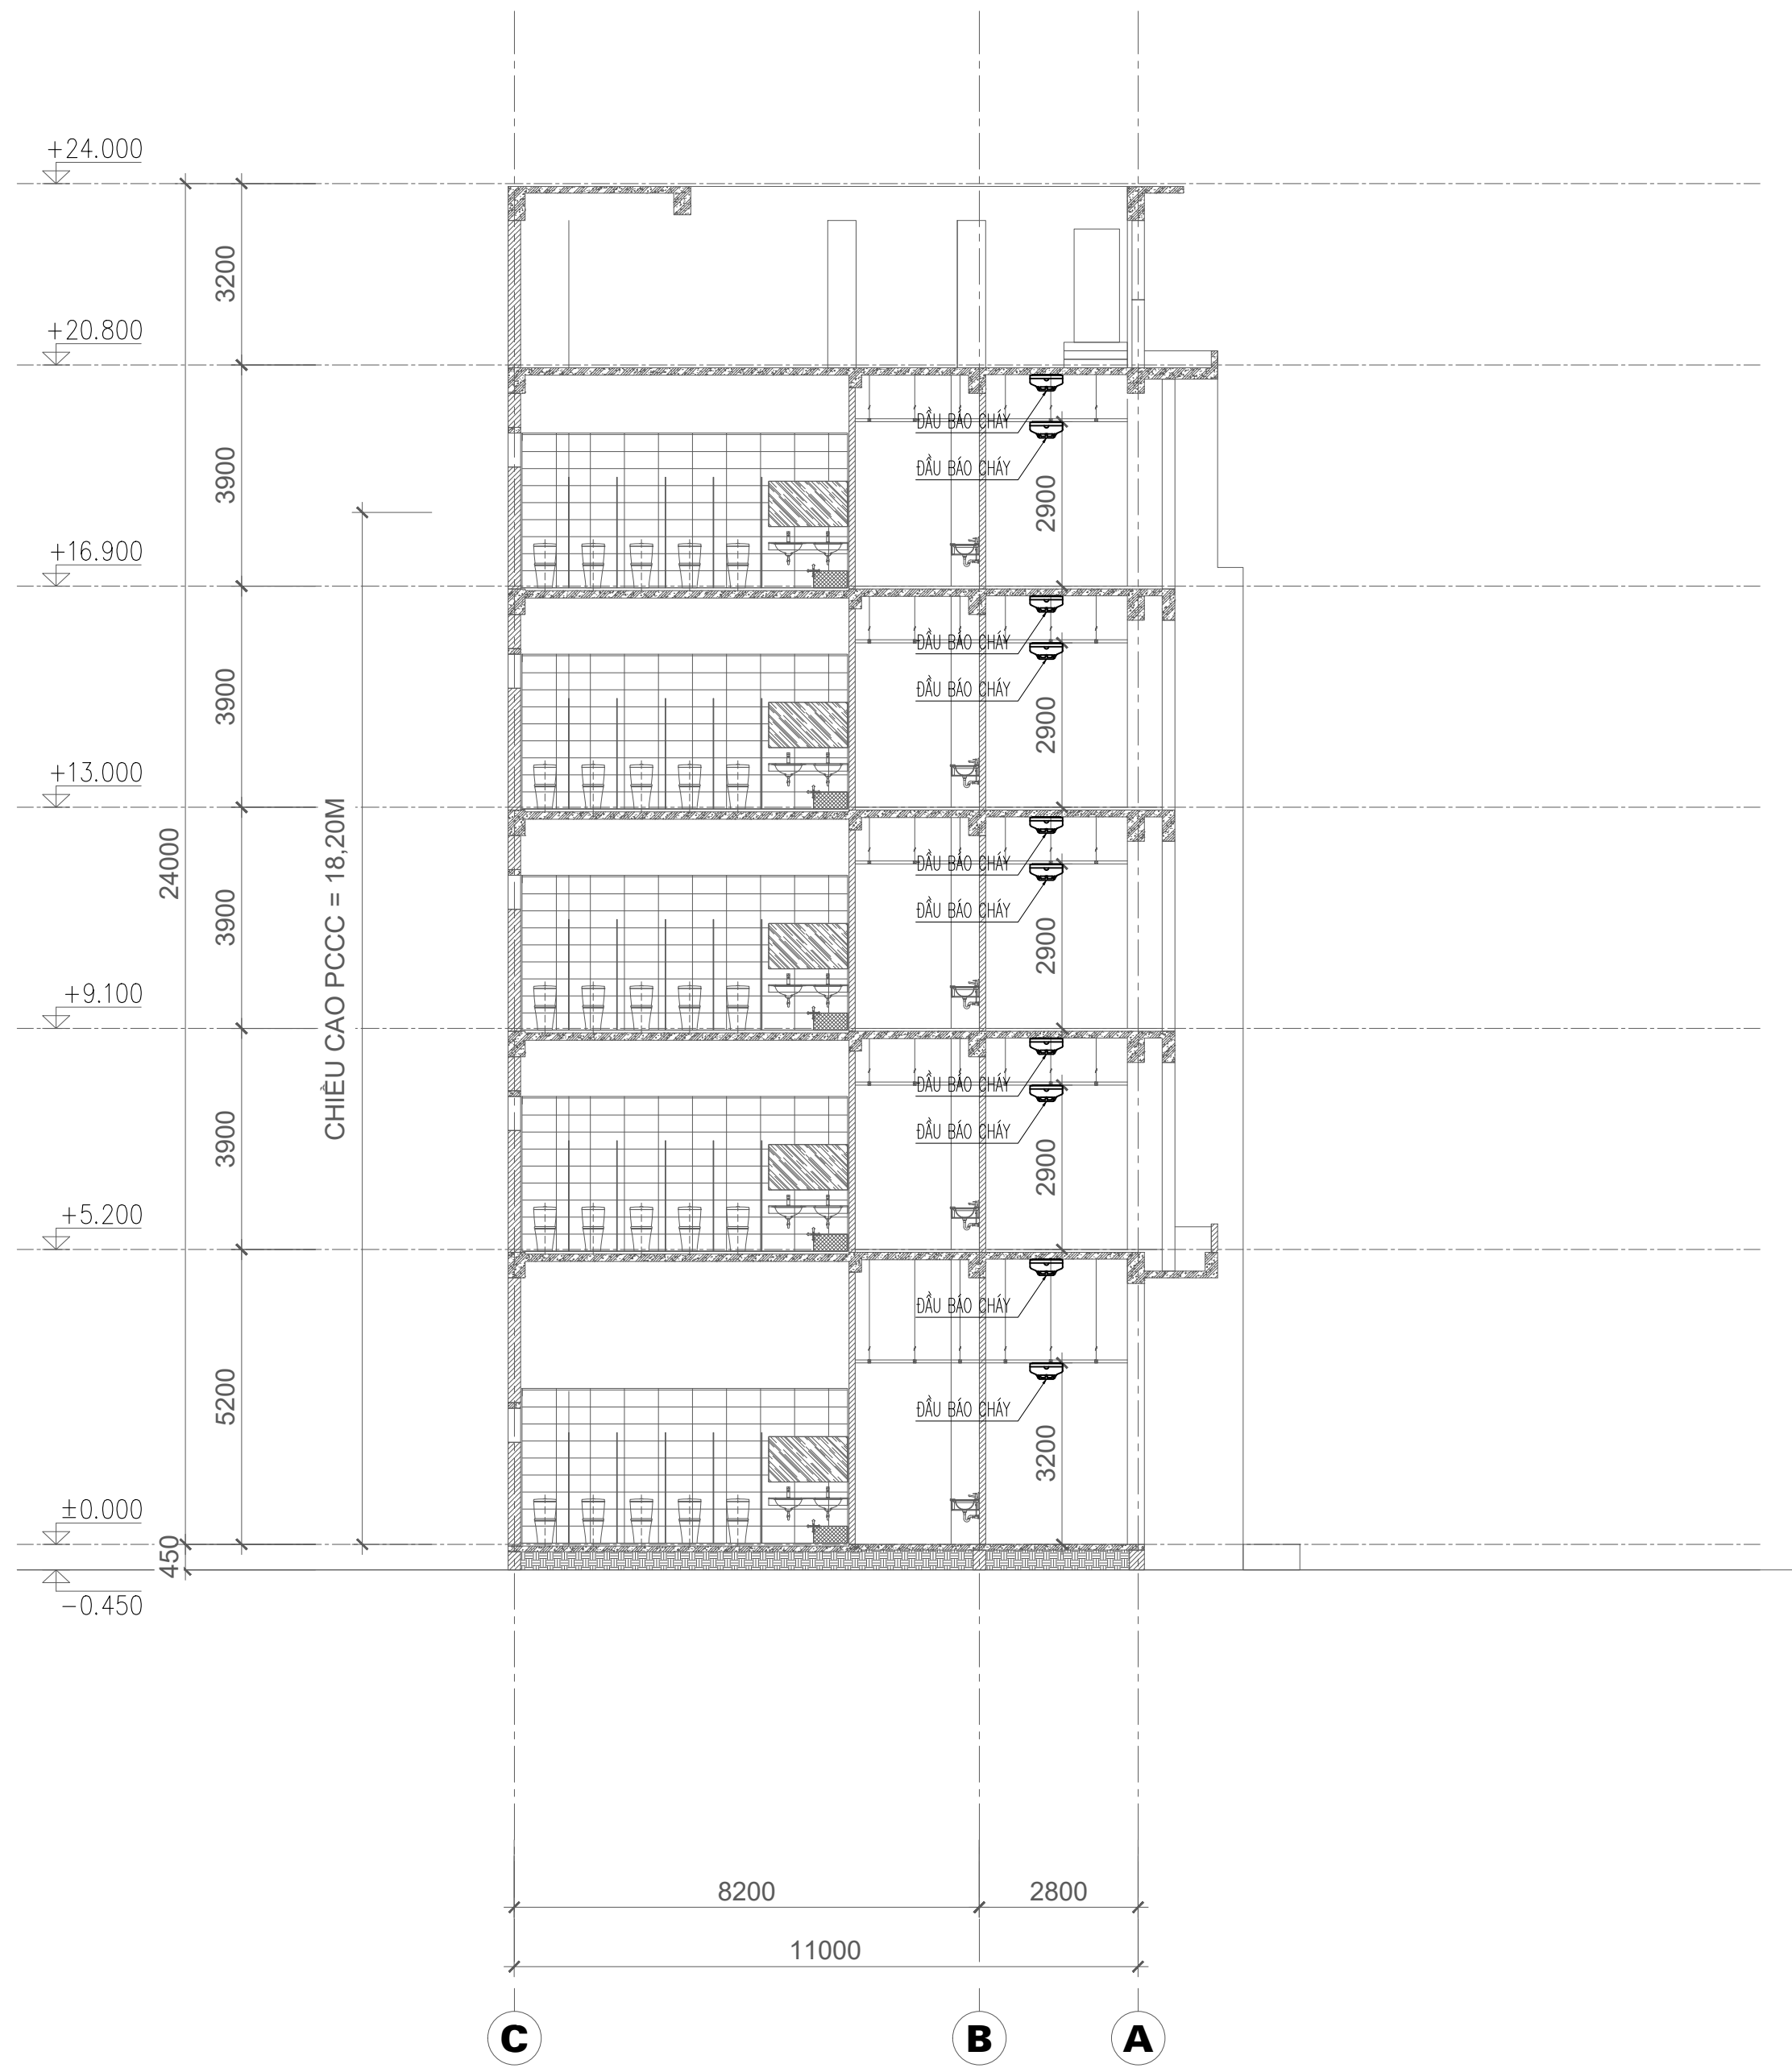 +24.000
3200
+20.800
ĐẦU BÁO CHÁY
ĐẦU BÁO CHÁY
3900
2900
+16.900
ĐẦU BÁO CHÁY
ĐẦU BÁO CHÁY
3900
2900
+13.000
24000
CHIỀU CAO PCCC = 18,20M
ĐẦU BÁO CHÁY
ĐẦU BÁO CHÁY
3900
2900
+9.100
ĐẦU BÁO CHÁY
ĐẦU BÁO CHÁY
3900
2900
+5.200
ĐẦU BÁO CHÁY
ĐẦU BÁO CHÁY
5200
3200
±0.000
450
-0.450
8200
2800
11000
C
B
A